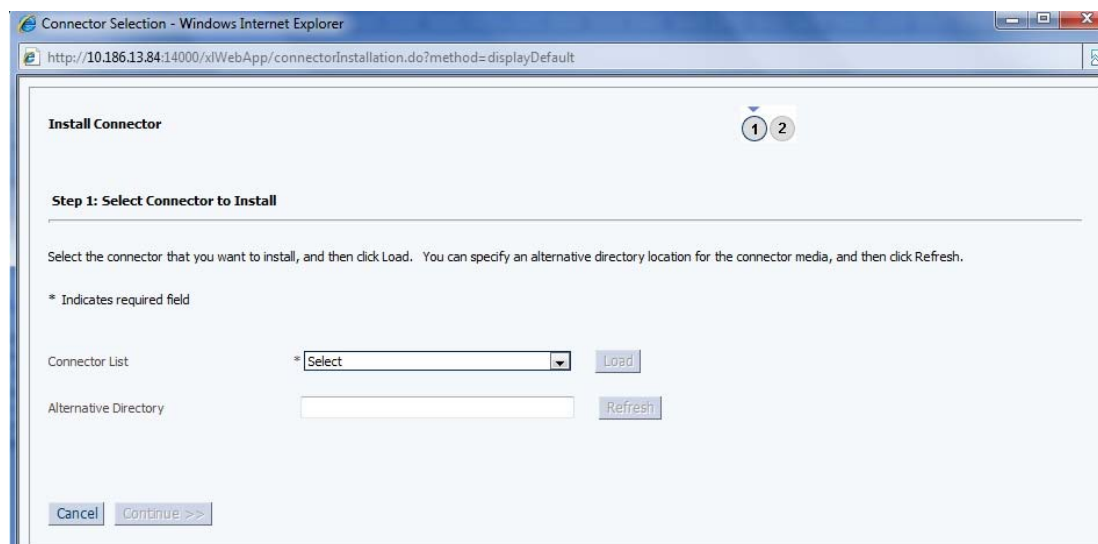 Connector Selection - Windows Internet Explorer
http://10.186.13.84:14000/xlWebApp/connectorInstallation.do?method=displayDefault
Install Connector
1 2
Step 1: Select Connector to Install
Select the connector that you want to install, and then click Load. You can specify an alternative directory location for the connector media, and then click Refresh.
* Indicates required field
Connector List * Select Load
Alternative Directory Refresh
Cancel Continue >>